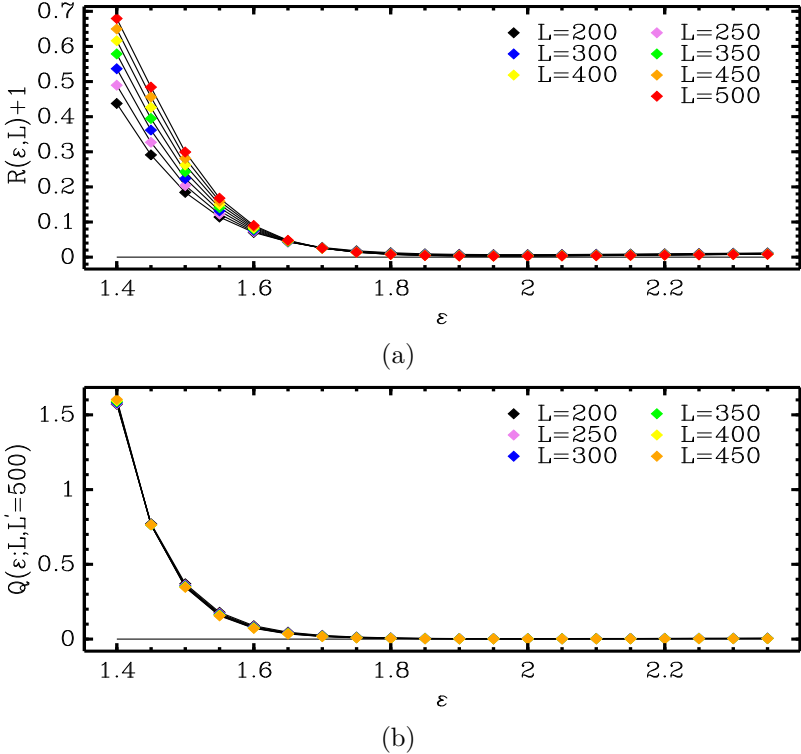 0.7
0.6
0.5
0.4
0.3
0.2
0.1
0
R(ε,L)+1
L=200 L=250
L=300 L=350
L=400 L=450
L=500
1.4 1.6 1.8 2 2.2
ε
(a)
1.5
1
0.5
0
Q(ε;L,L'=500)
L=200 L=350
L=250 L=400
L=300 L=450
1.4 1.6 1.8 2 2.2
ε
(b)